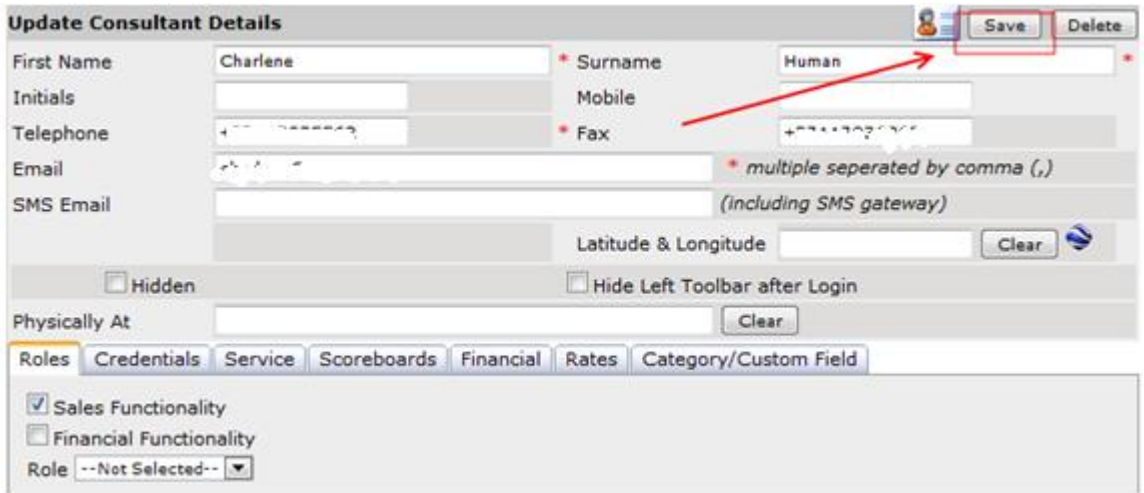 Update Consultant Details Save Delete
First Name Charlene * Surname Human *
Initials Mobile
Telephone * Fax
Email * multiple seperated by comma (,)
SMS Email (including SMS gateway)
Latitude & Longitude Clear
Hidden Hide Left Toolbar after Login
Physically At Clear
Roles Credentials Service Scoreboards Financial Rates Category/Custom Field
Sales Functionality
Financial Functionality
Role --Not Selected--